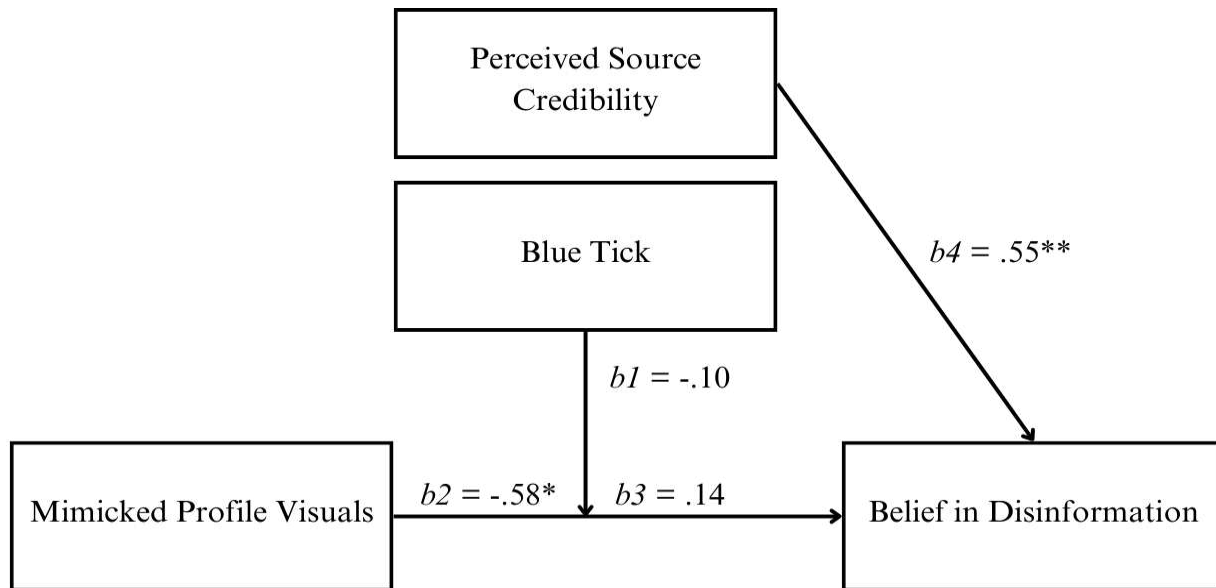 Perceived Source
Credibility
Blue Tick
b4 = .55**
b1 = -.10
Mimicked Profile Visuals
b2 = -.58*
b3 = .14
Belief in Disinformation